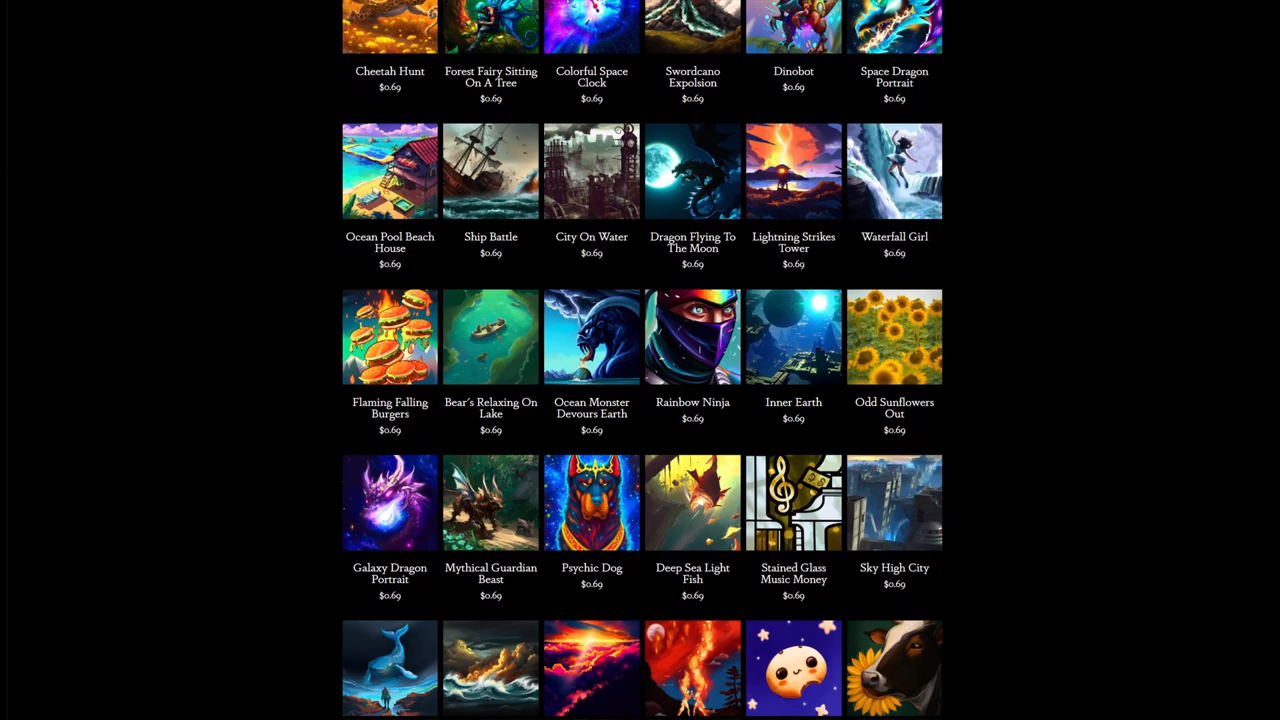 Cheetah Hunt
$0.69
Forest Fairy Sitting
On A Tree
$0.69
Colorful Space
Clock
$0.69
Swordcano
Expolsion
$0.69
Dinobot
$0.69
Space Dragon
Portrait
$0.69
Ocean Pool Beach
House
$0.69
Ship Battle
$0.69
City On Water
$0.69
Dragon Flying To
The Moon
$0.69
Lightning Strikes
Tower
$0.69
Waterfall Girl
$0.69
Flaming Falling
Burgers
$0.69
Bear's Relaxing On
Lake
$0.69
Ocean Monster
Devours Earth
$0.69
Rainbow Ninja
$0.69
Inner Earth
$0.69
Odd Sunflowers
Out
$0.69
Galaxy Dragon
Portrait
$0.69
Mythical Guardian
Beast
$0.69
Psychic Dog
$0.69
Deep Sea Light
Fish
$0.69
Stained Glass
Music Money
$0.69
Sky High City
$0.69